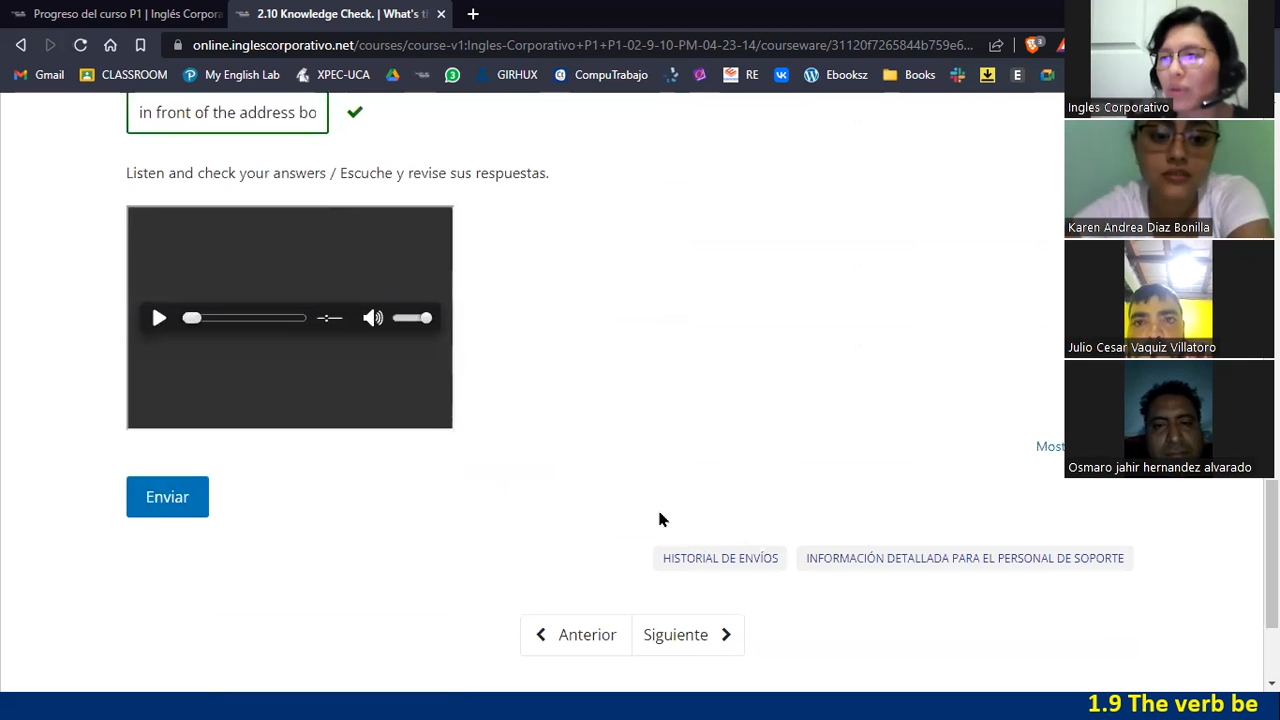 Progreso del curso P1 | Inglés Corpora
2.10 Knowledge Check. | What's th
online.inglescorporativo.net/courses/course-v1:Ingles-Corporativo+P1+P1-02-9-10-PM-04-23-14/courseware/31120f7265844b759e6...
Gmail
CLASSROOM
My English Lab
XPEC-UCA
GIRHUX
CompuTrabajo
RE
VK
Ebooksz
Books
in front of the address bo
Listen and check your answers / Escuche y revise sus respuestas.
Most
Enviar
HISTORIAL DE ENVÍOS
INFORMACIÓN DETALLADA PARA EL PERSONAL DE SOPORTE
Anterior
Siguiente
Ingles Corporativo
Karen Andrea Diaz Bonilla
Julio Cesar Vaquiz Villatoro
Osmaro jahir hernandez alvarado
1.9 The verb be